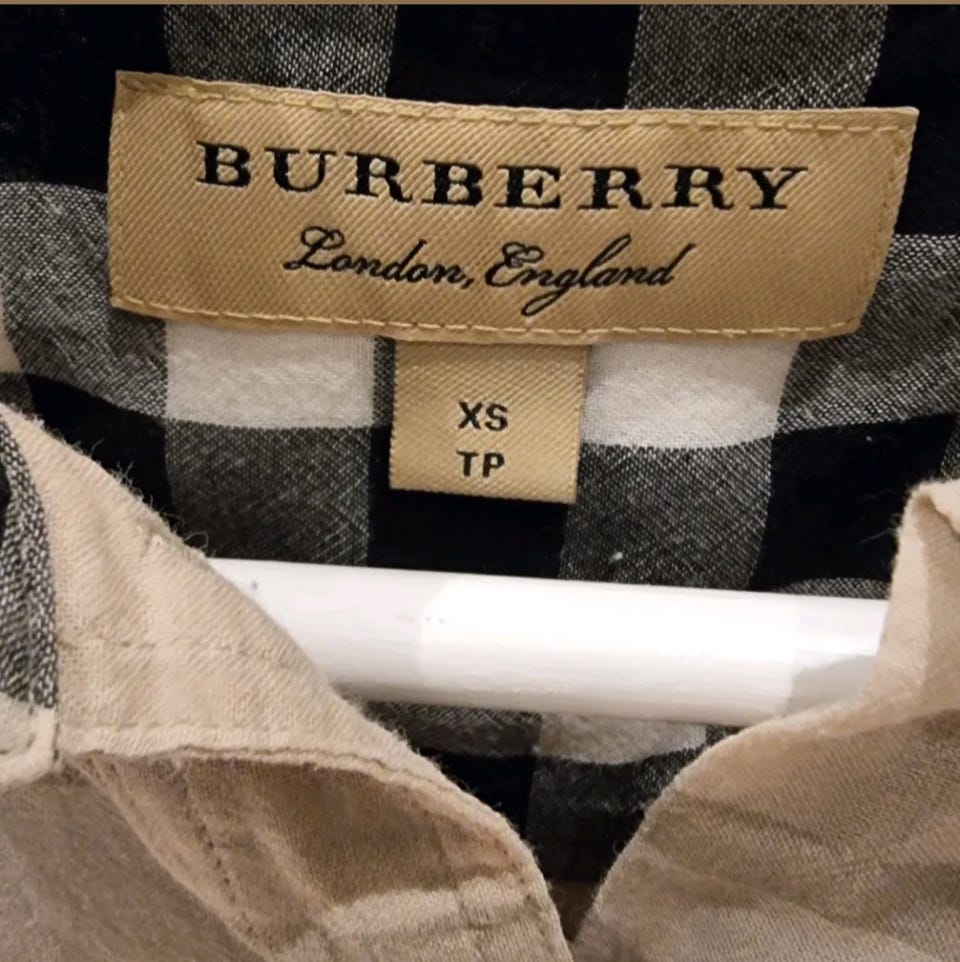 BURBERRY
London, England
XS
TP